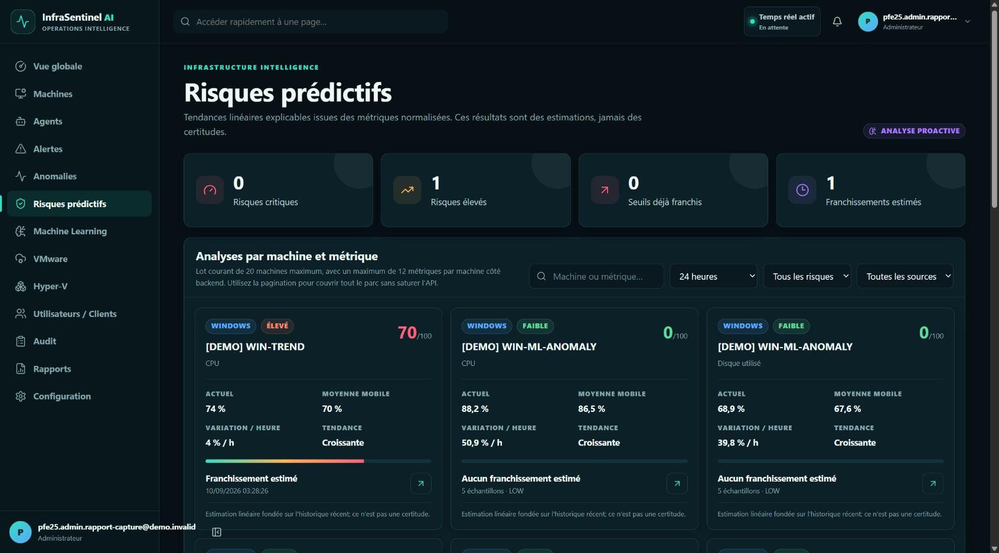 InfraSentinel AI
OPERATIONS INTELLIGENCE
Accéder rapidement à une page...
Temps réel actif
En attente
P
pfe25.admin.rappor...
Administrateur
Vue globale
Machines
Agents
Alertes
Anomalies
Risques prédictifs
Machine Learning
VMware
Hyper-V
Utilisateurs / Clients
Audit
Rapports
Configuration
P
pfe25.admin.rapport-capture@demo.invalid
Administrateur
INFRASTRUCTURE INTELLIGENCE
Risques prédictifs
Tendances linéaires explicables issues des métriques normalisées. Ces résultats sont des estimations, jamais des
certitudes.
ANALYSE PROACTIVE
0
Risques critiques
1
Risques élevés
0
Seuils déjà franchis
1
Franchissements estimés
Analyses par machine et métrique
Lot courant de 20 machines maximum, avec un maximum de 12 métriques par machine côté
backend. Utilisez la pagination pour couvrir tout le parc sans saturer l'API.
Machine ou métrique...
24 heures
Tous les risques
Toutes les sources
WINDOWS ÉLEVÉ
70/100
[DEMO] WIN-TREND
CPU
ACTUEL MOYENNE MOBILE
74 % 70 %
VARIATION / HEURE TENDANCE
4 % / h Croissante
Franchissement estimé
10/09/2026 03:28:26
Estimation linéaire fondée sur l'historique récent; ce n'est pas une certitude.
WINDOWS FAIBLE
0/100
[DEMO] WIN-ML-ANOMALY
CPU
ACTUEL MOYENNE MOBILE
88,2 % 86,5 %
VARIATION / HEURE TENDANCE
50,9 % / h Croissante
Aucun franchissement estimé
5 échantillons · LOW
Estimation linéaire fondée sur l'historique récent; ce n'est pas une certitude.
WINDOWS FAIBLE
0/100
[DEMO] WIN-ML-ANOMALY
Disque utilisé
ACTUEL MOYENNE MOBILE
68,9 % 67,6 %
VARIATION / HEURE TENDANCE
39,8 % / h Croissante
Aucun franchissement estimé
5 échantillons · LOW
Estimation linéaire fondée sur l'historique récent; ce n'est pas une certitude.